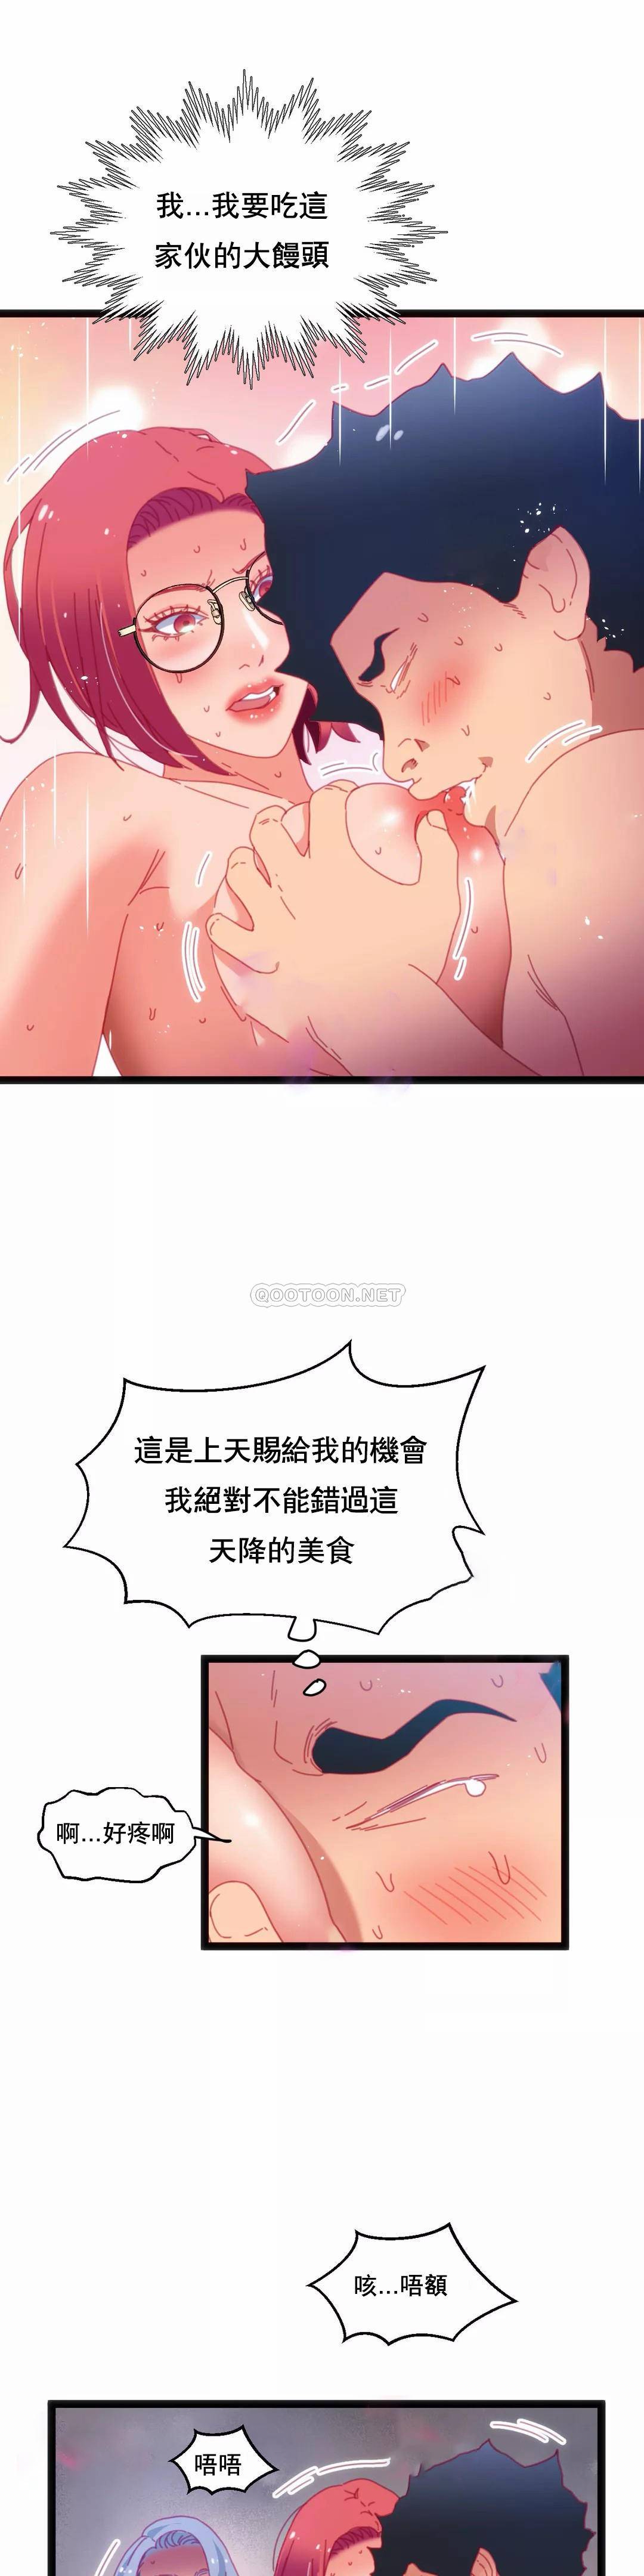 我...我要吃這
家伙的大饅頭
QOOTOON.NET
這是上天賜給我的機會
我絕對不能錯過這
天降的美食
啊...好疼啊
咳...唔額
唔唔